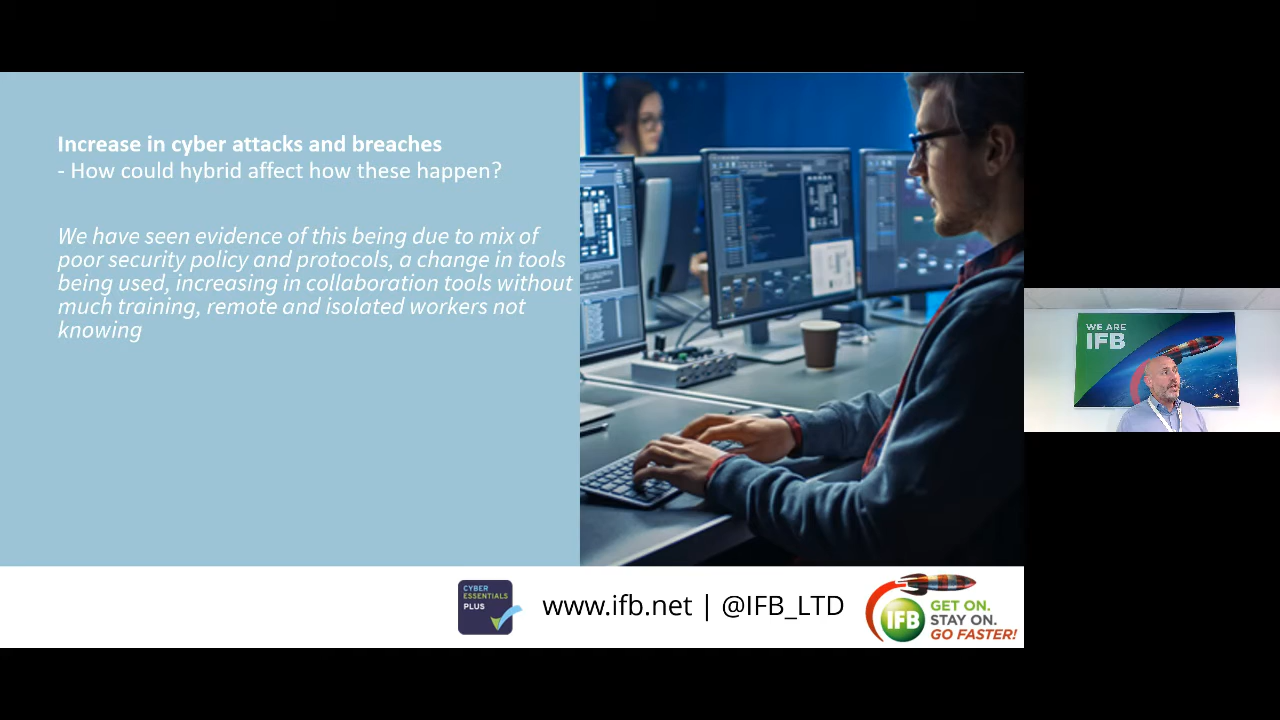 Increase in cyber attacks and breaches
- How could hybrid affect how these happen?
We have seen evidence of this being due to mix of
poor security policy and protocols, a change in tools
being used, increasing in collaboration tools without
much training, remote and isolated workers not
knowing
WE ARE
IFB
CYBER
ESSENTIALS
PLUS
www.ifb.net | @IFB_LTD
IFB
GET ON.
STAY ON.
GO FASTER!